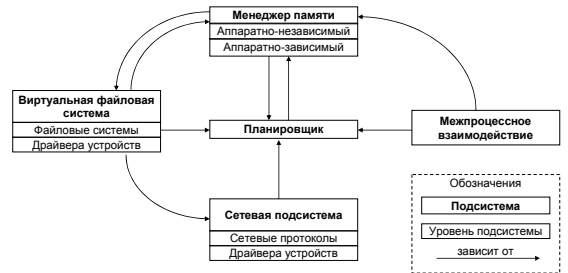 Менеджер памяти
Аппаратно-независимый
Аппаратно-зависимый
Виртуальная файловая
система
Файловые системы
Драйвера устройств
Планировщик
Межпроцессное
взаимодействие
Сетевая подсистема
Сетевые протоколы
Драйвера устройств
Обозначения
Подсистема
Уровень подсистемы
зависит от